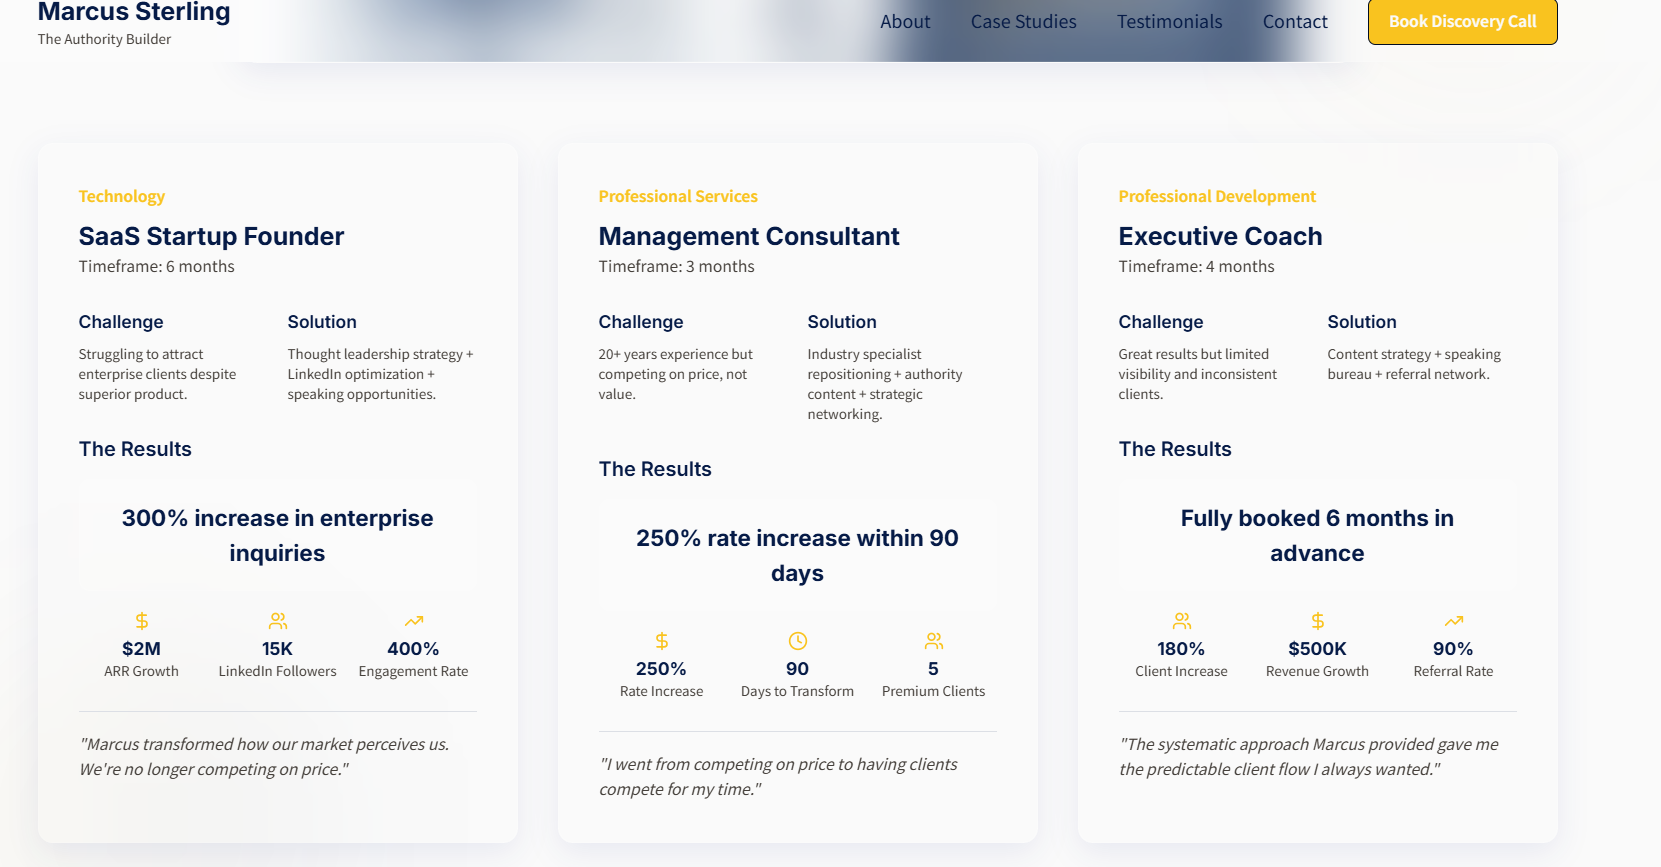 Marcus Sterling
The Authority Builder
About
Case Studies
Testimonials
Contact
Book Discovery Call
Technology
SaaS Startup Founder
Timeframe: 6 months
Challenge
Struggling to attract
enterprise clients despite
superior product.
Solution
Thought leadership strategy +
LinkedIn optimization +
speaking opportunities.
The Results
300% increase in enterprise
inquiries
$2M
ARR Growth
15K
LinkedIn Followers
400%
Engagement Rate
"Marcus transformed how our market perceives us.
We're no longer competing on price."
Professional Services
Management Consultant
Timeframe: 3 months
Challenge
20+ years experience but
competing on price, not
value.
Solution
Industry specialist
repositioning + authority
content + strategic
networking.
The Results
250% rate increase within 90
days
250%
Rate Increase
90
Days to Transform
5
Premium Clients
"I went from competing on price to having clients
compete for my time."
Professional Development
Executive Coach
Timeframe: 4 months
Challenge
Great results but limited
visibility and inconsistent
clients.
Solution
Content strategy + speaking
bureau + referral network.
The Results
Fully booked 6 months in
advance
180%
Client Increase
$500K
Revenue Growth
90%
Referral Rate
"The systematic approach Marcus provided gave me
the predictable client flow I always wanted."